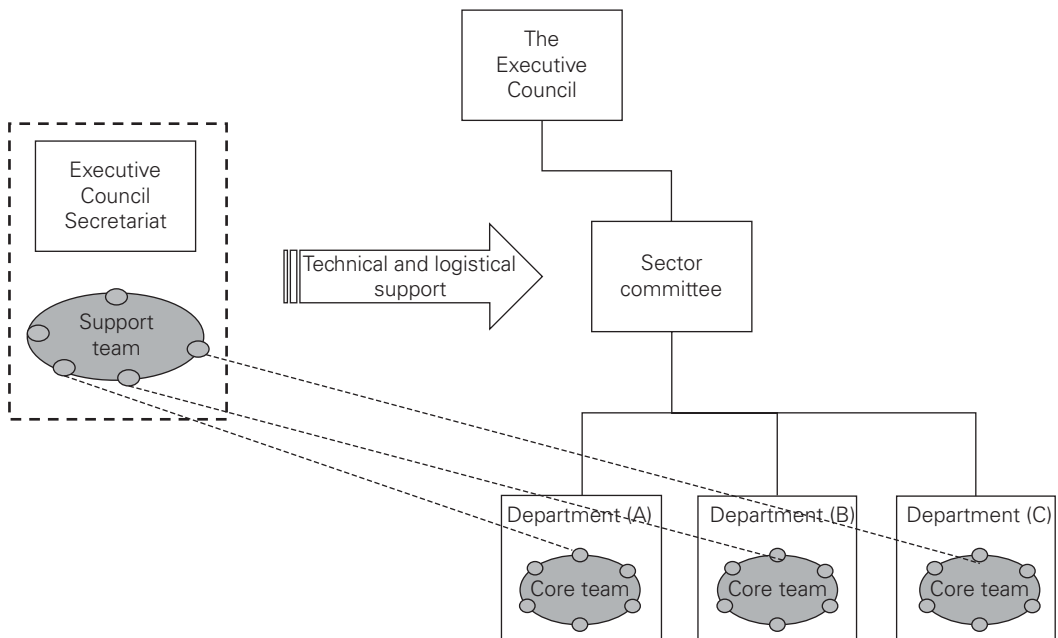 The
Executive
Council
Executive
Council
Secretariat
Technical and logistical
support
Sector
committee
Support
team
Department (A)
Department (B)
Department (C)
Core team
Core team
Core team